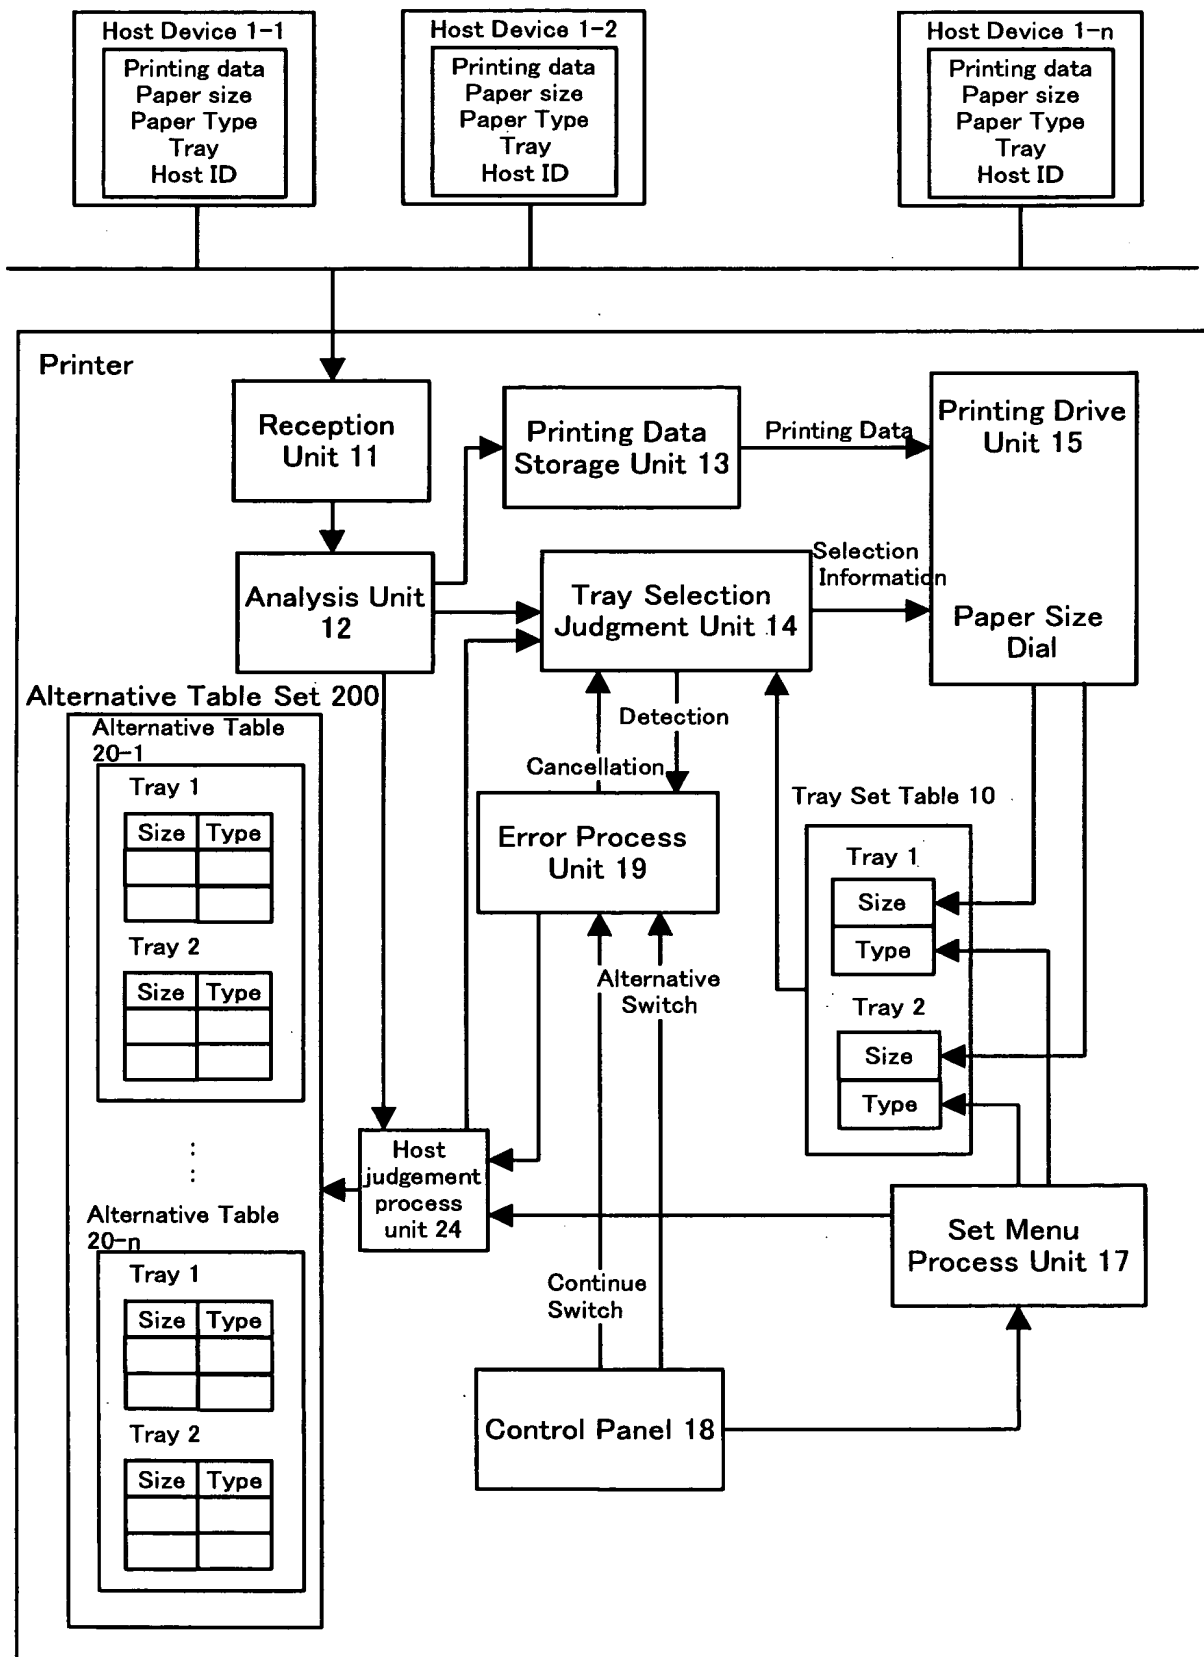 Host Device 1-1
Printing data
Paper size
Paper Type
Tray
Host ID
Host Device 1-2
Printing data
Paper size
Paper Type
Tray
Host ID
Host Device 1-n
Printing data
Paper size
Paper Type
Tray
Host ID
Printer
Reception
Unit 11
Printing Data
Storage Unit 13
Printing Data
Printing Drive
Unit 15
Paper Size
Dial
Analysis Unit
12
Tray Selection
Judgment Unit 14
Selection
Information
Alternative Table Set 200
Alternative Table
20-1
Tray 1
Size Type
Tray 2
Size Type
Alternative Table
20-n
Tray 1
Size Type
Tray 2
Size Type
Detection
Cancellation
Error Process
Unit 19
Tray Set Table 10
Tray 1
Size
Type
Tray 2
Size
Type
Alternative
Switch
Host
judgement
process
unit 24
Set Menu
Process Unit 17
Continue
Switch
Control Panel 18